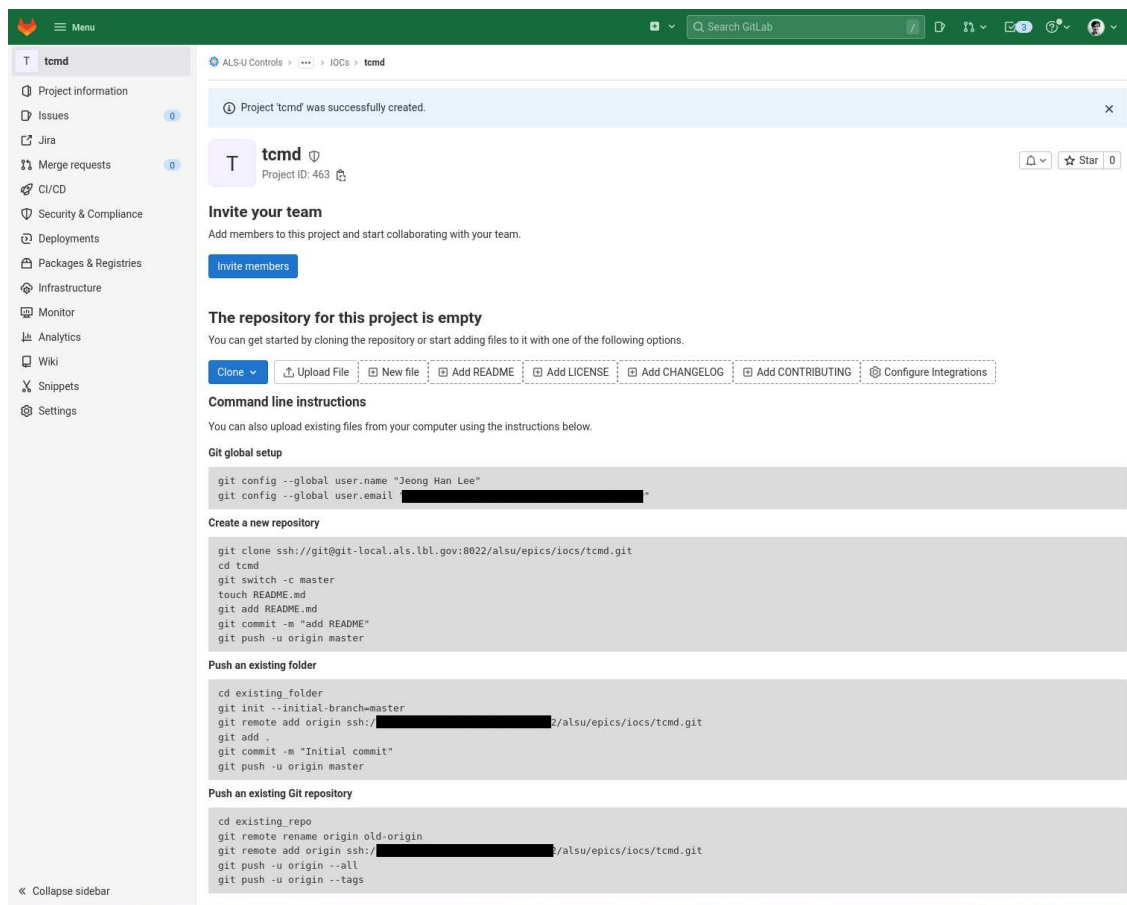 Menu
Search GitLab /
3
T tcmd
Project information
Issues 0
Jira
Merge requests 0
CI/CD
Security & Compliance
Deployments
Packages & Registries
Infrastructure
Monitor
Analytics
Wiki
Snippets
Settings
Collapse sidebar
ALS-U Controls > ... > IOCs > tcmd
Project 'tcmd' was successfully created.
T
tcmd
Project ID: 463
Star 0
Invite your team
Add members to this project and start collaborating with your team.
Invite members
The repository for this project is empty
You can get started by cloning the repository or start adding files to it with one of the following options.
Clone Upload File New file Add README Add LICENSE Add CHANGELOG Add CONTRIBUTING Configure Integrations
Command line instructions
You can also upload existing files from your computer using the instructions below.
Git global setup
git config --global user.name "Jeong Han Lee"
git config --global user.email " "
Create a new repository
git clone ssh://git@git-local.als.lbl.gov:8022/alsu/epics/iocs/tcmd.git
cd tcmd
git switch -c master
touch README.md
git add README.md
git commit -m "add README"
git push -u origin master
Push an existing folder
cd existing_folder
git init --initial-branch=master
git remote add origin ssh:/ 2/alsu/epics/iocs/tcmd.git
git add .
git commit -m "Initial commit"
git push -u origin master
Push an existing Git repository
cd existing_repo
git remote rename origin old-origin
git remote add origin ssh:/ /alsu/epics/iocs/tcmd.git
git push -u origin --all
git push -u origin --tags